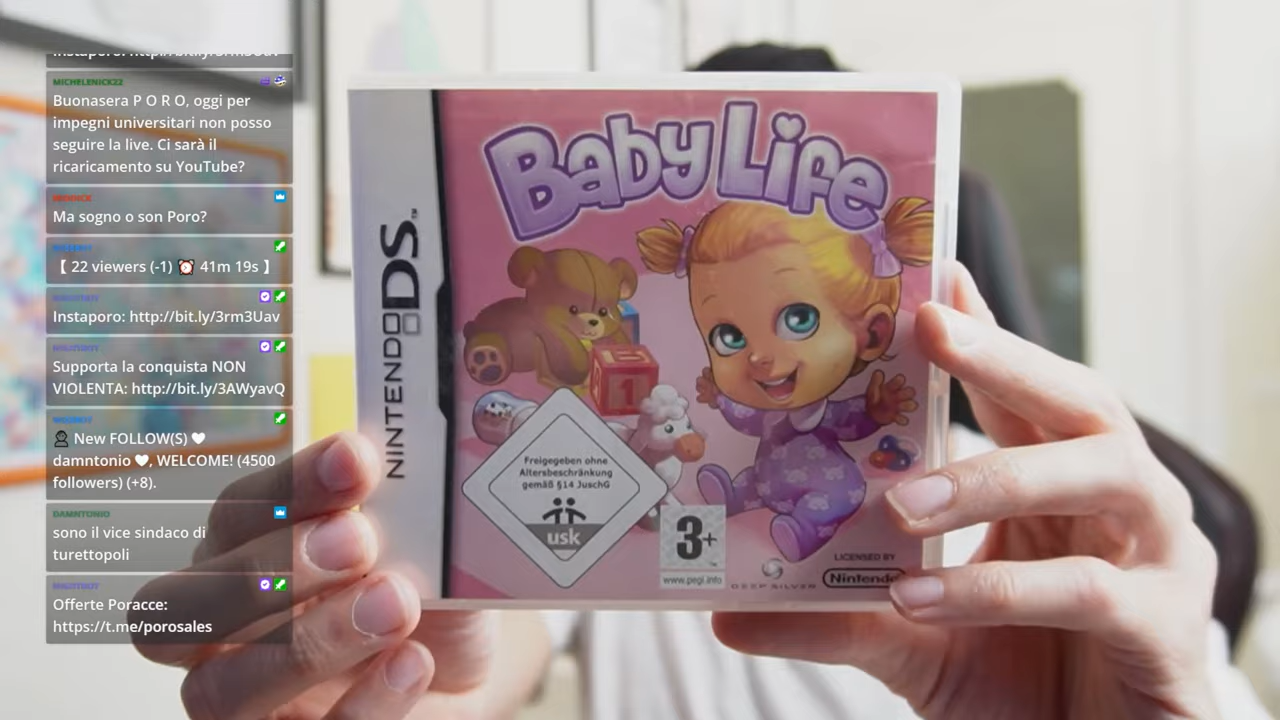 MICHELENICK22
Buonasera P O R O, oggi per
impegni universitari non posso
seguire la live. Ci sarà il
ricaricamento su YouTube?
Ma sogno o son Poro?
【 22 viewers (-1) ⏰ 41m 19s 】
Instaporo: http://bit.ly/3rm3Uav
Supporta la conquista NON
VIOLENTA: http://bit.ly/3AWyavQ
New FOLLOW(S) ♥
damntonio ♥, WELCOME! (4500
followers) (+8).
DAMNTONIO
sono il vice sindaco di
turettopoli
Offerte Poracce:
https://t.me/porosales
NINTENDO DS™
Baby Life
1
Freigegeben ohne
Altersbeschränkung
gemäß §14 JuschG
usk
3+
www.pegi.info
DEEP SILVER
LICENSED BY
Nintendo